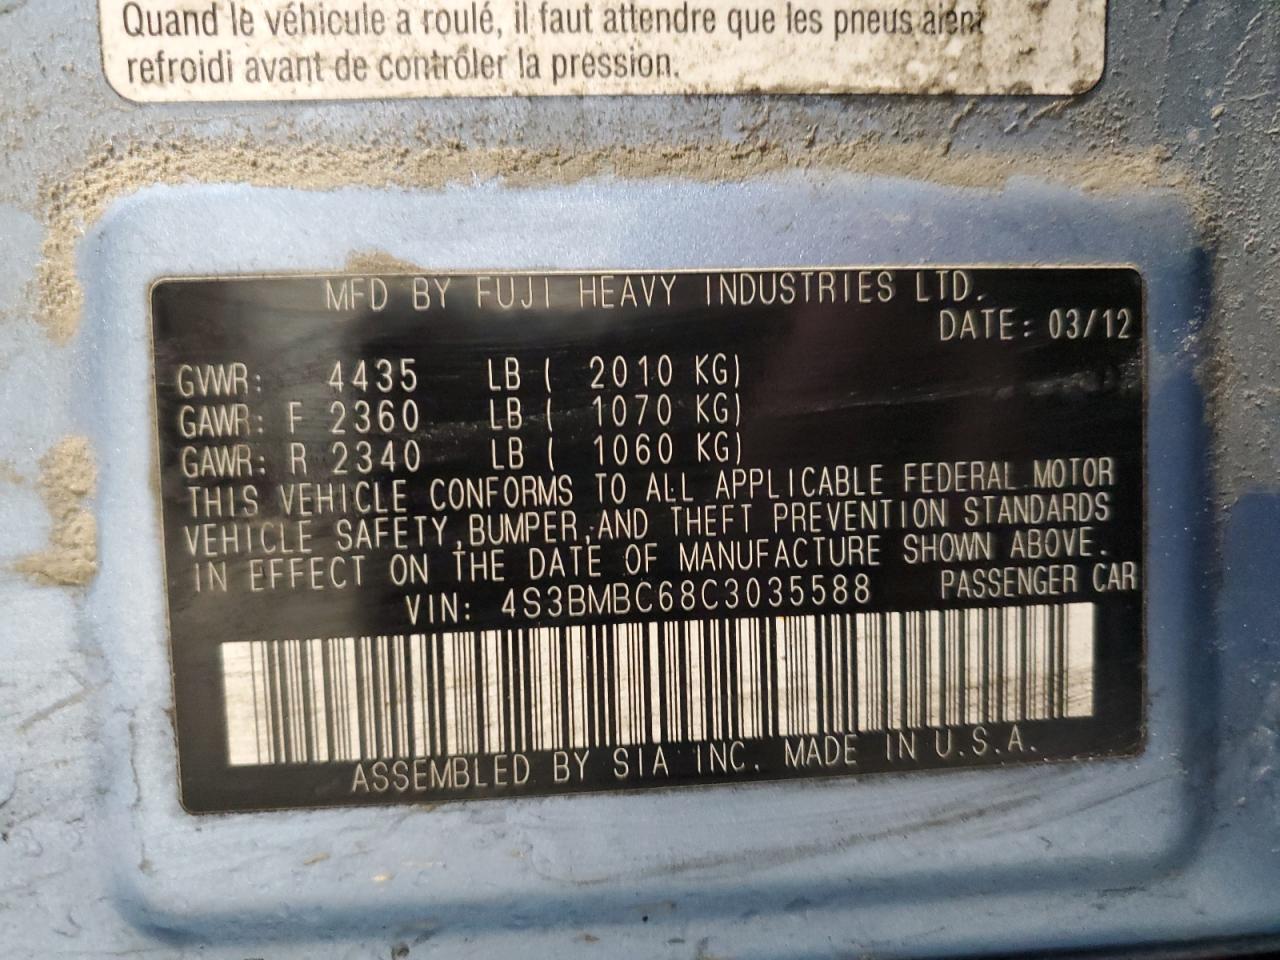 Quand le véhicule a roulé, il faut attendre que les pneus aient
refroidi avant de contrôler la pression.
MFD BY FUJI HEAVY INDUSTRIES LTD.
DATE: 03/12
GVWR: 4435 LB ( 2010 KG)
GAWR: F 2360 LB ( 1070 KG)
GAWR: R 2340 LB ( 1060 KG)
THIS VEHICLE CONFORMS TO ALL APPLICABLE FEDERAL MOTOR
VEHICLE SAFETY,BUMPER,AND THEFT PREVENTION STANDARDS
IN EFFECT ON THE DATE OF MANUFACTURE SHOWN ABOVE.
VIN: 4S3BMBC68C3035588 PASSENGER CAR
ASSEMBLED BY SIA INC. MADE IN U.S.A.